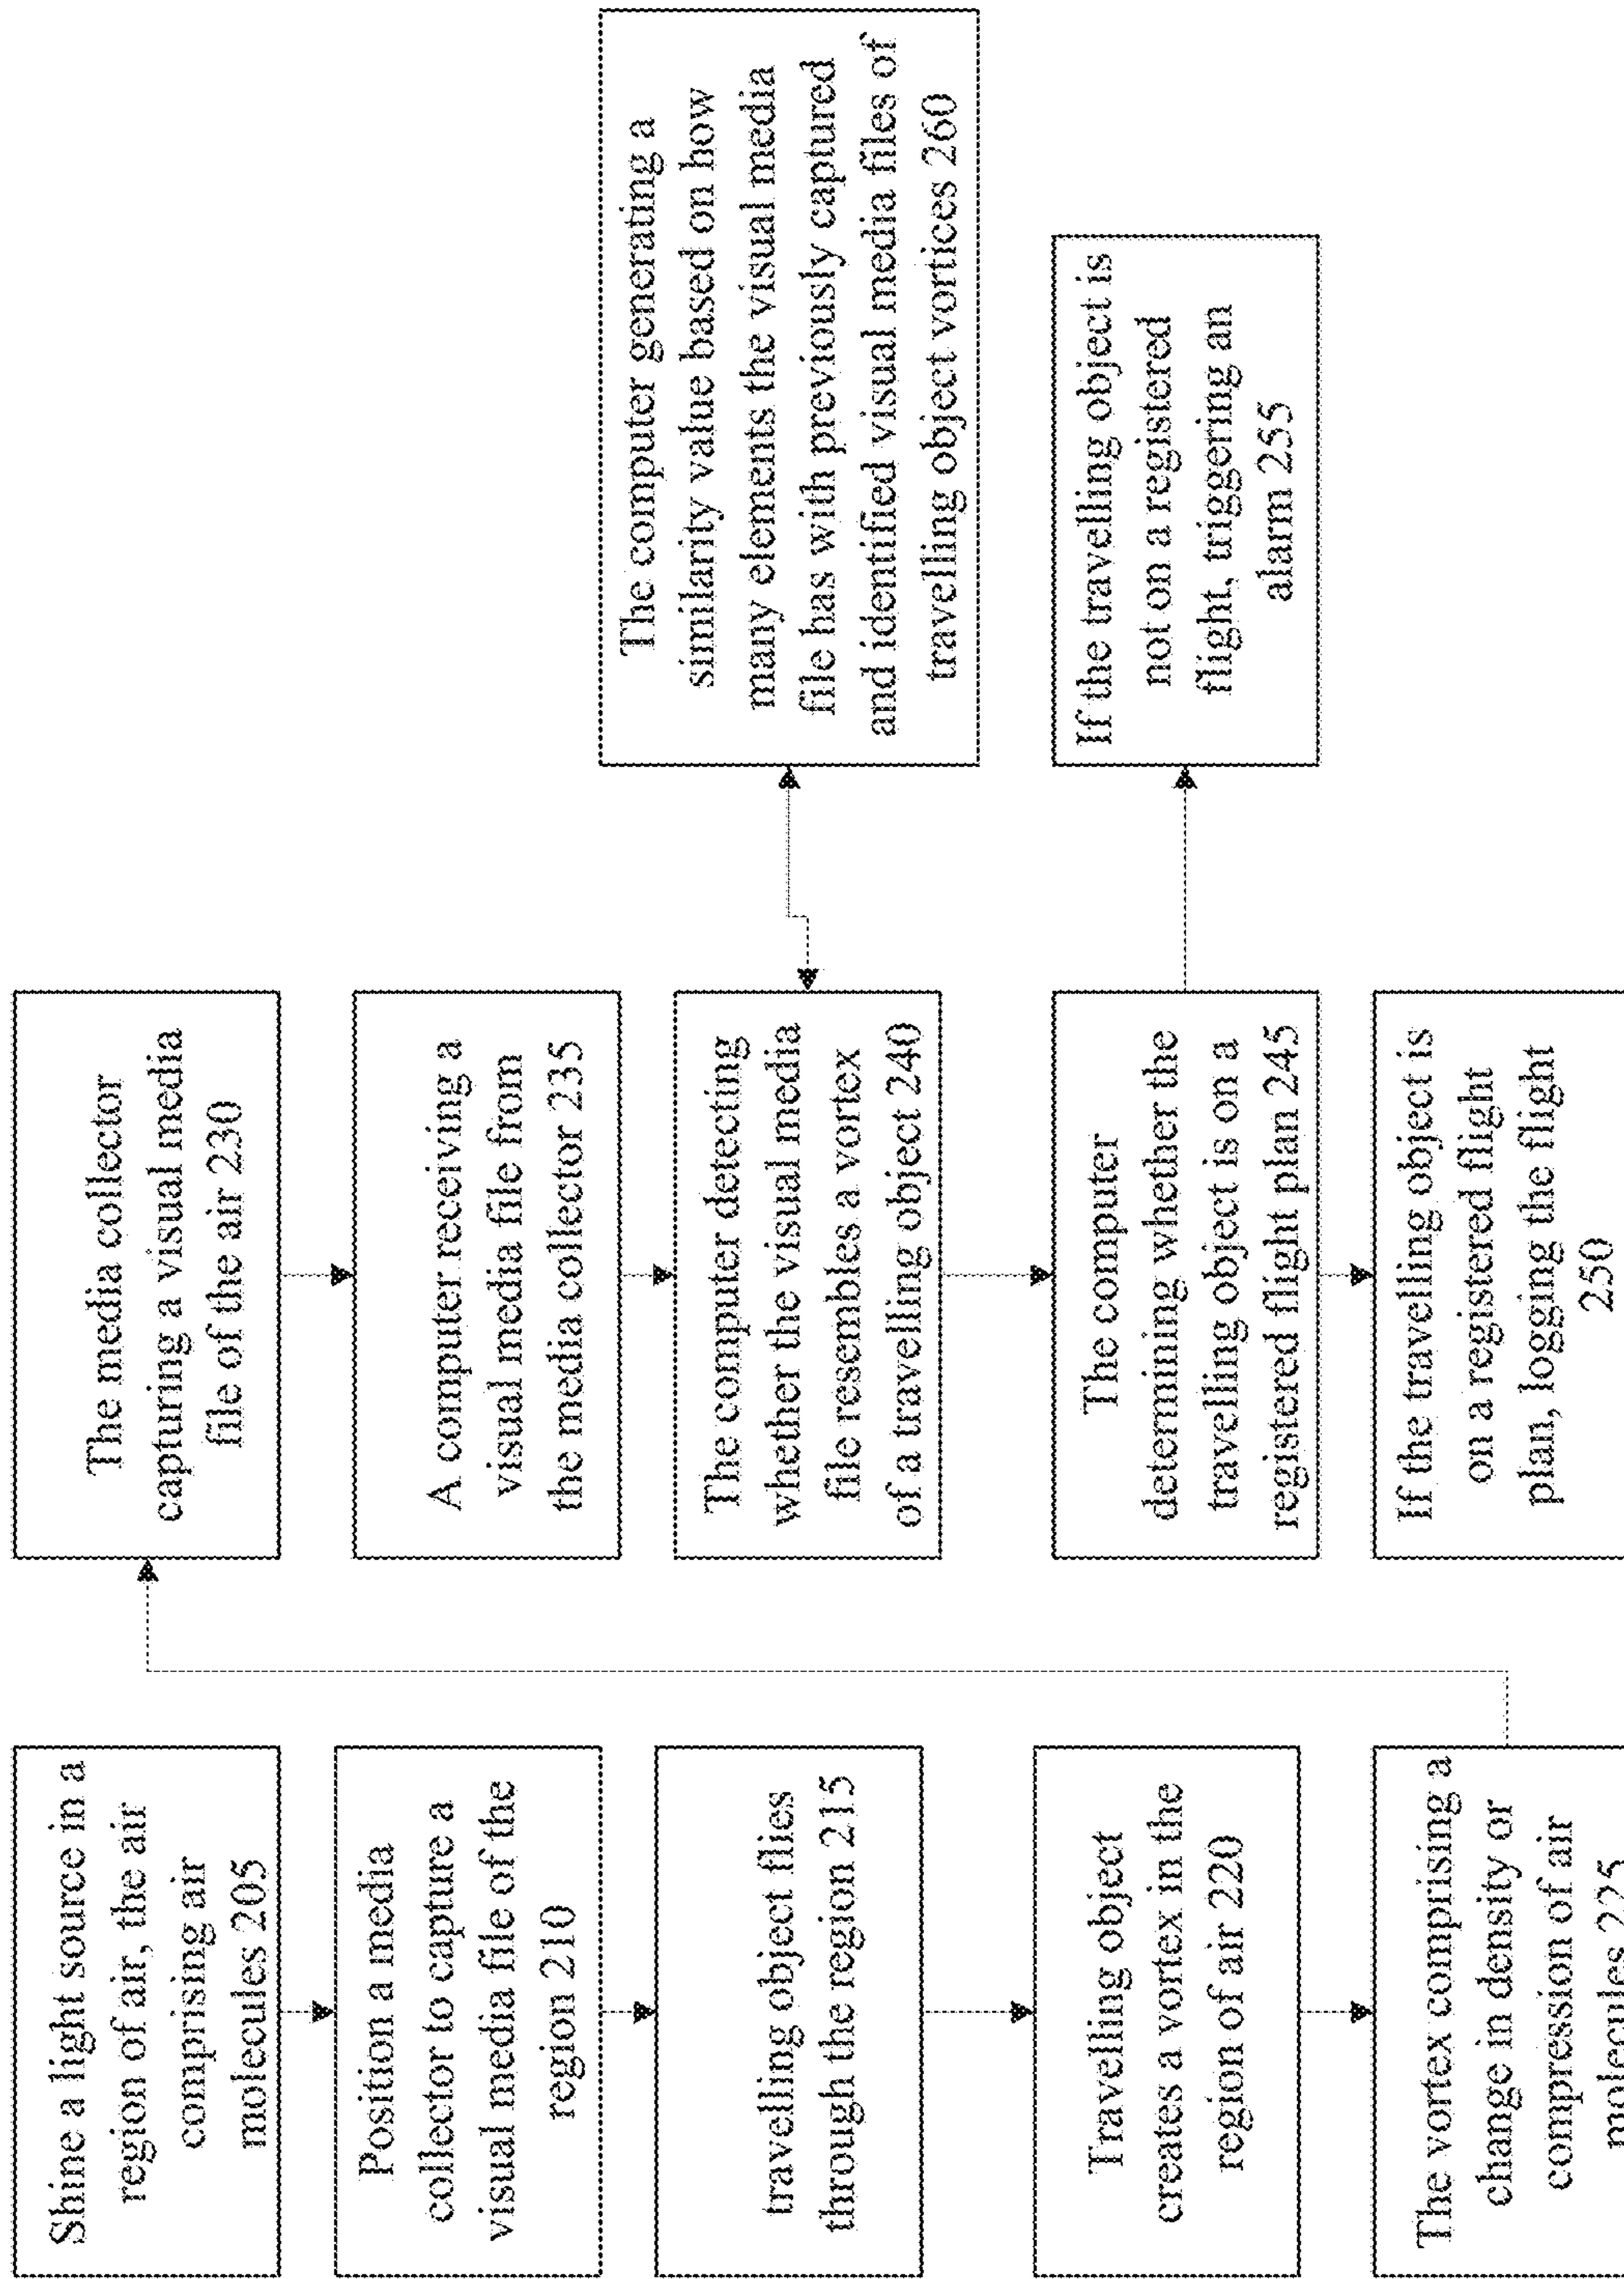 Shine a light source in a
region of air, the air
comprising air
molecules 205
Position a media
collector to capture a
visual media file of the
region 210
travelling object flies
through the region 215
Travelling object
creates a vortex in the
region of air 220
The vortex comprising a
change in density or
compression of air
molecules 225
The media collector
capturing a visual media
file of the air 230
A computer receiving a
visual media file from
the media collector 235
The computer detecting
whether the visual media
file resembles a vortex
of a travelling object 240
The computer
determining whether the
travelling object is on a
registered flight plan 245
If the travelling object is
on a registered flight
plan, logging the flight
250
The computer generating a
similarity value based on how
many elements the visual media
file has with previously captured
and identified visual media files of
travelling object vortices 260
If the travelling object is
not on a registered
flight, triggering an
alarm 255